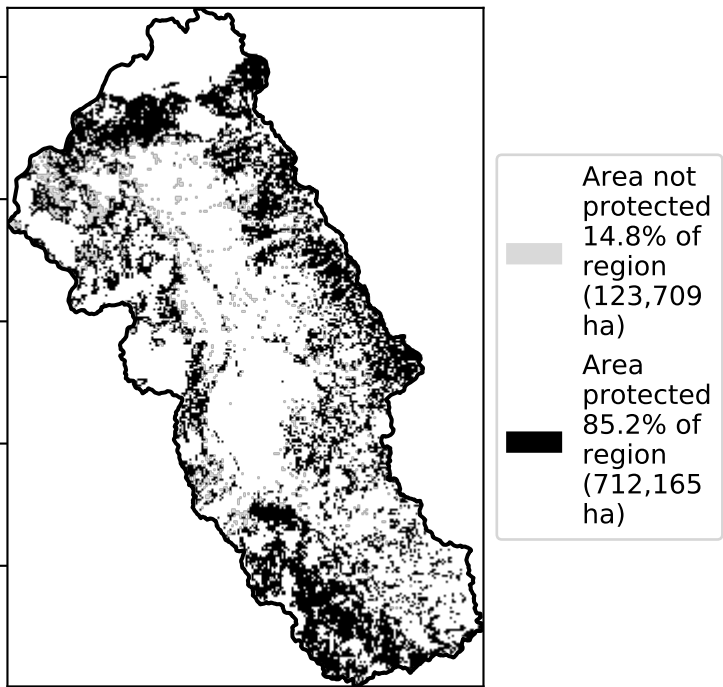 Area not
protected
14.8% of
region
(123,709
ha)
Area
protected
85.2% of
region
(712,165
ha)